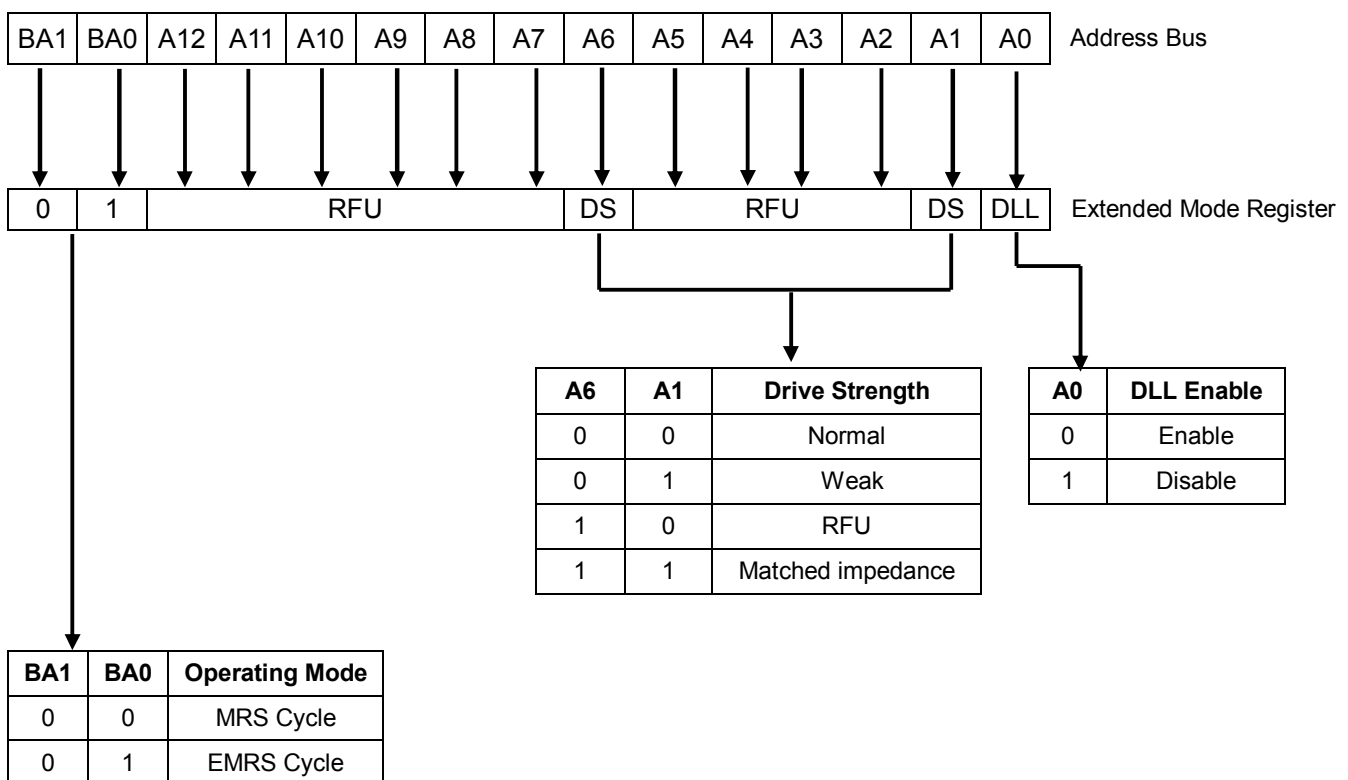 BA1 BA0 A12 A11 A10 A9 A8 A7 A6 A5 A4 A3 A2 A1 A0 Address Bus
0 1 RFU DS RFU DS DLL Extended Mode Register
A6 A1 Drive Strength
0 0 Normal
0 1 Weak
1 0 RFU
1 1 Matched impedance
A0 DLL Enable
0 Enable
1 Disable
BA1 BA0 Operating Mode
0 0 MRS Cycle
0 1 EMRS Cycle